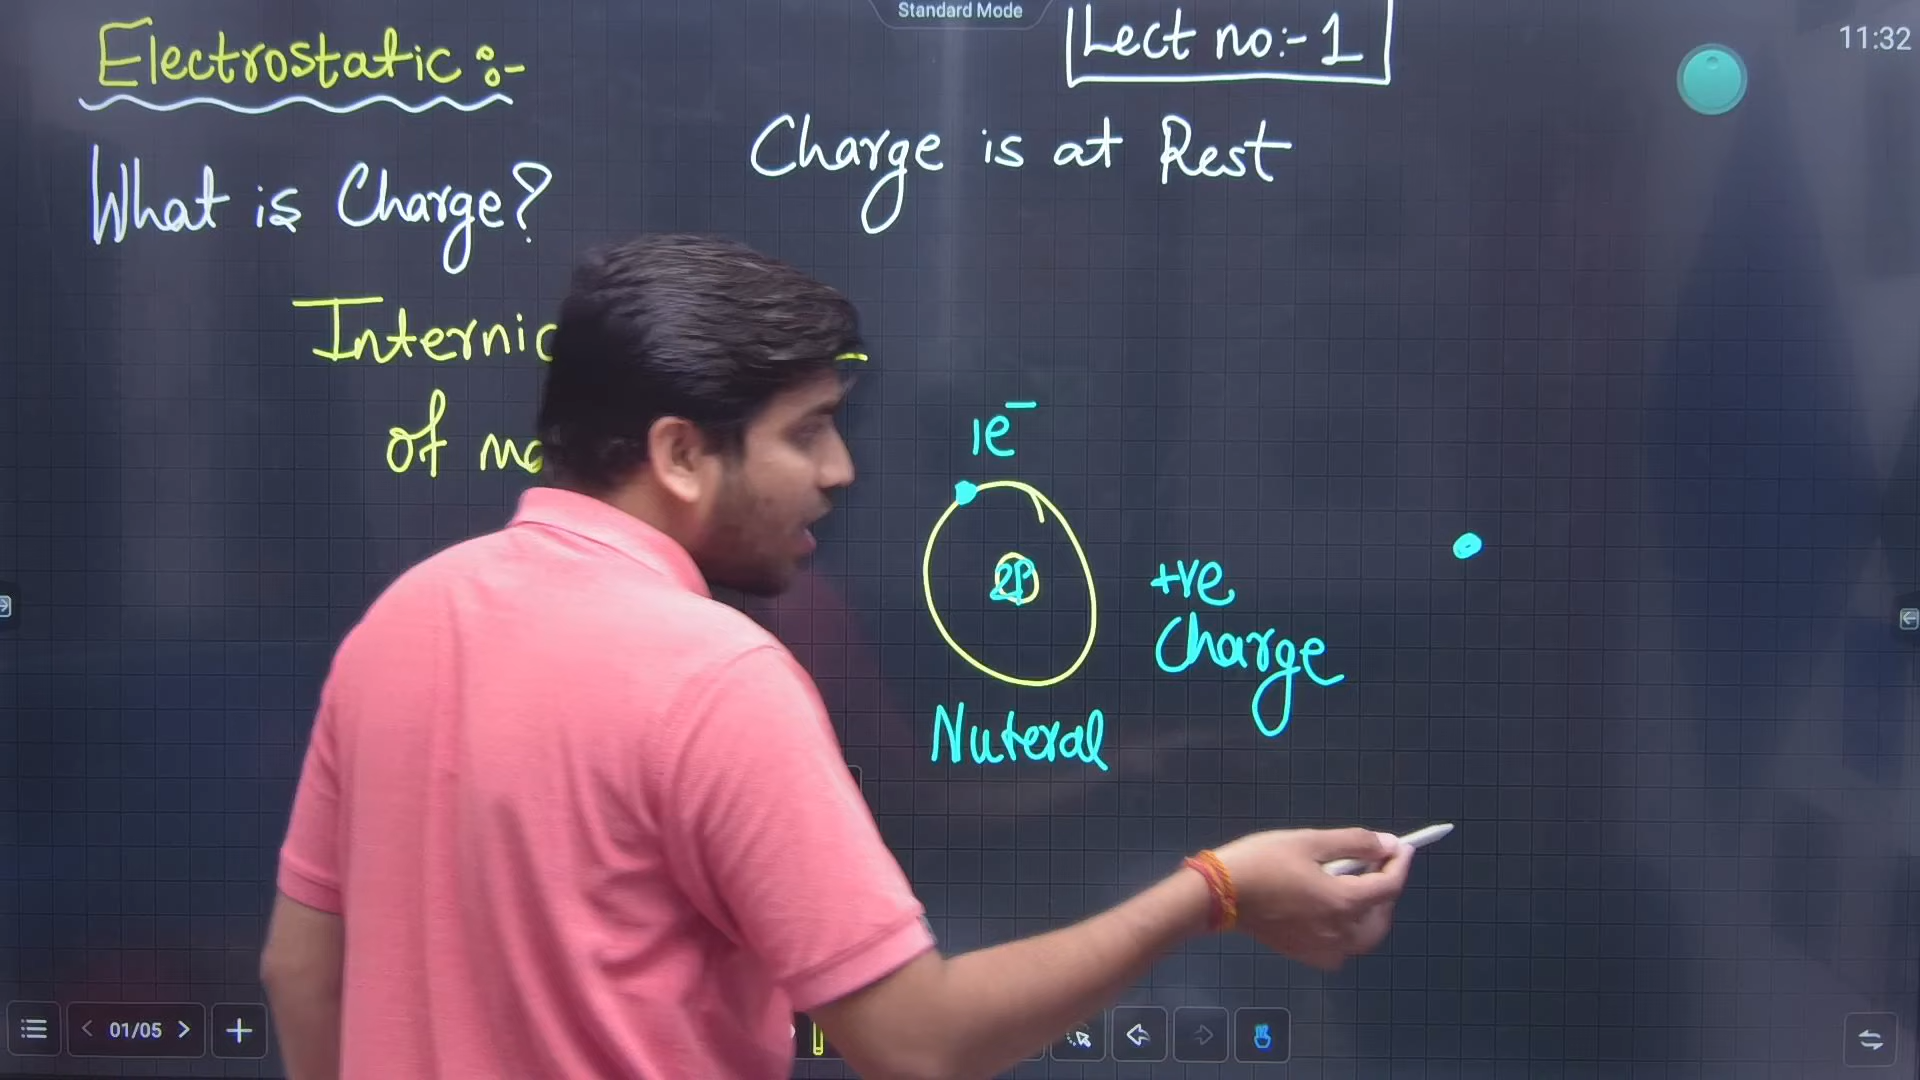 Standard Mode
11:32
Electrostatic :-
Lect no:- 1
Charge is at Rest
What is Charge?
Internic
of ma
1e⁻
2P
+ve
Charge
Nuteral
01/05